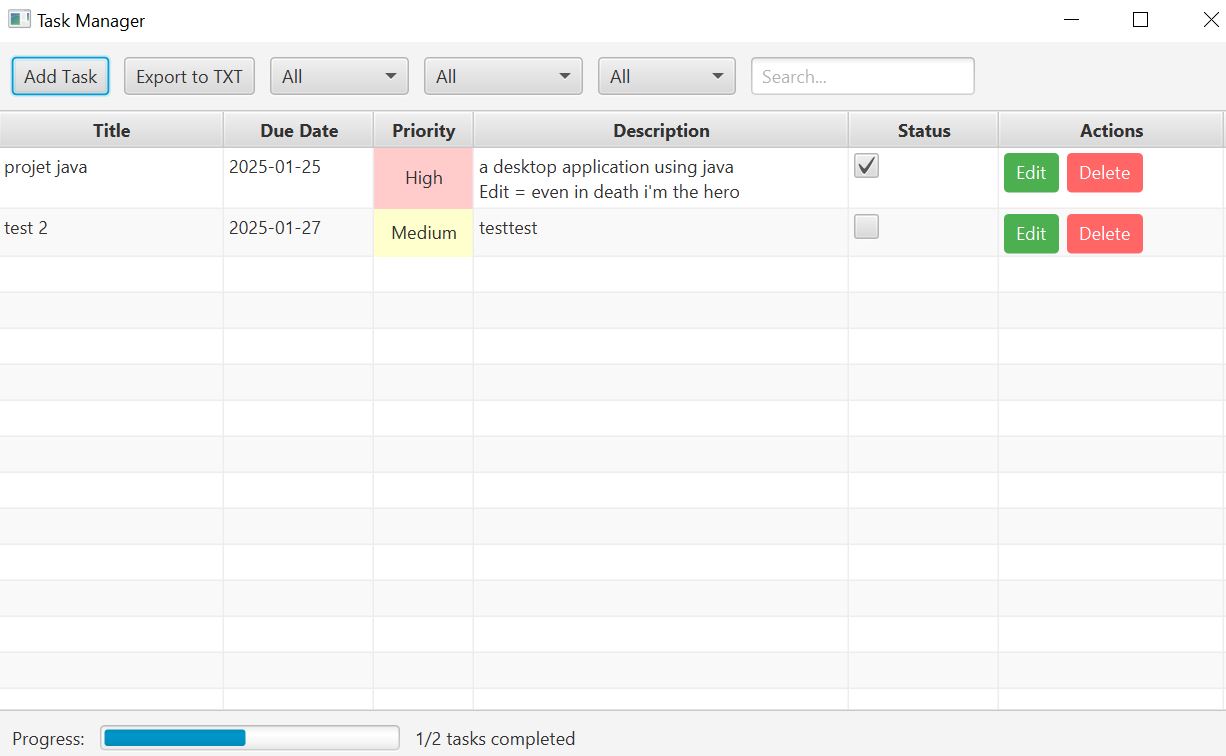 Task Manager
Add Task Export to TXT All All All Search...
Title Due Date Priority Description Status Actions
projet java 2025-01-25 High a desktop application using java Edit Delete
Edit = even in death i'm the hero
test 2 2025-01-27 Medium testtest Edit Delete
Progress: 1/2 tasks completed